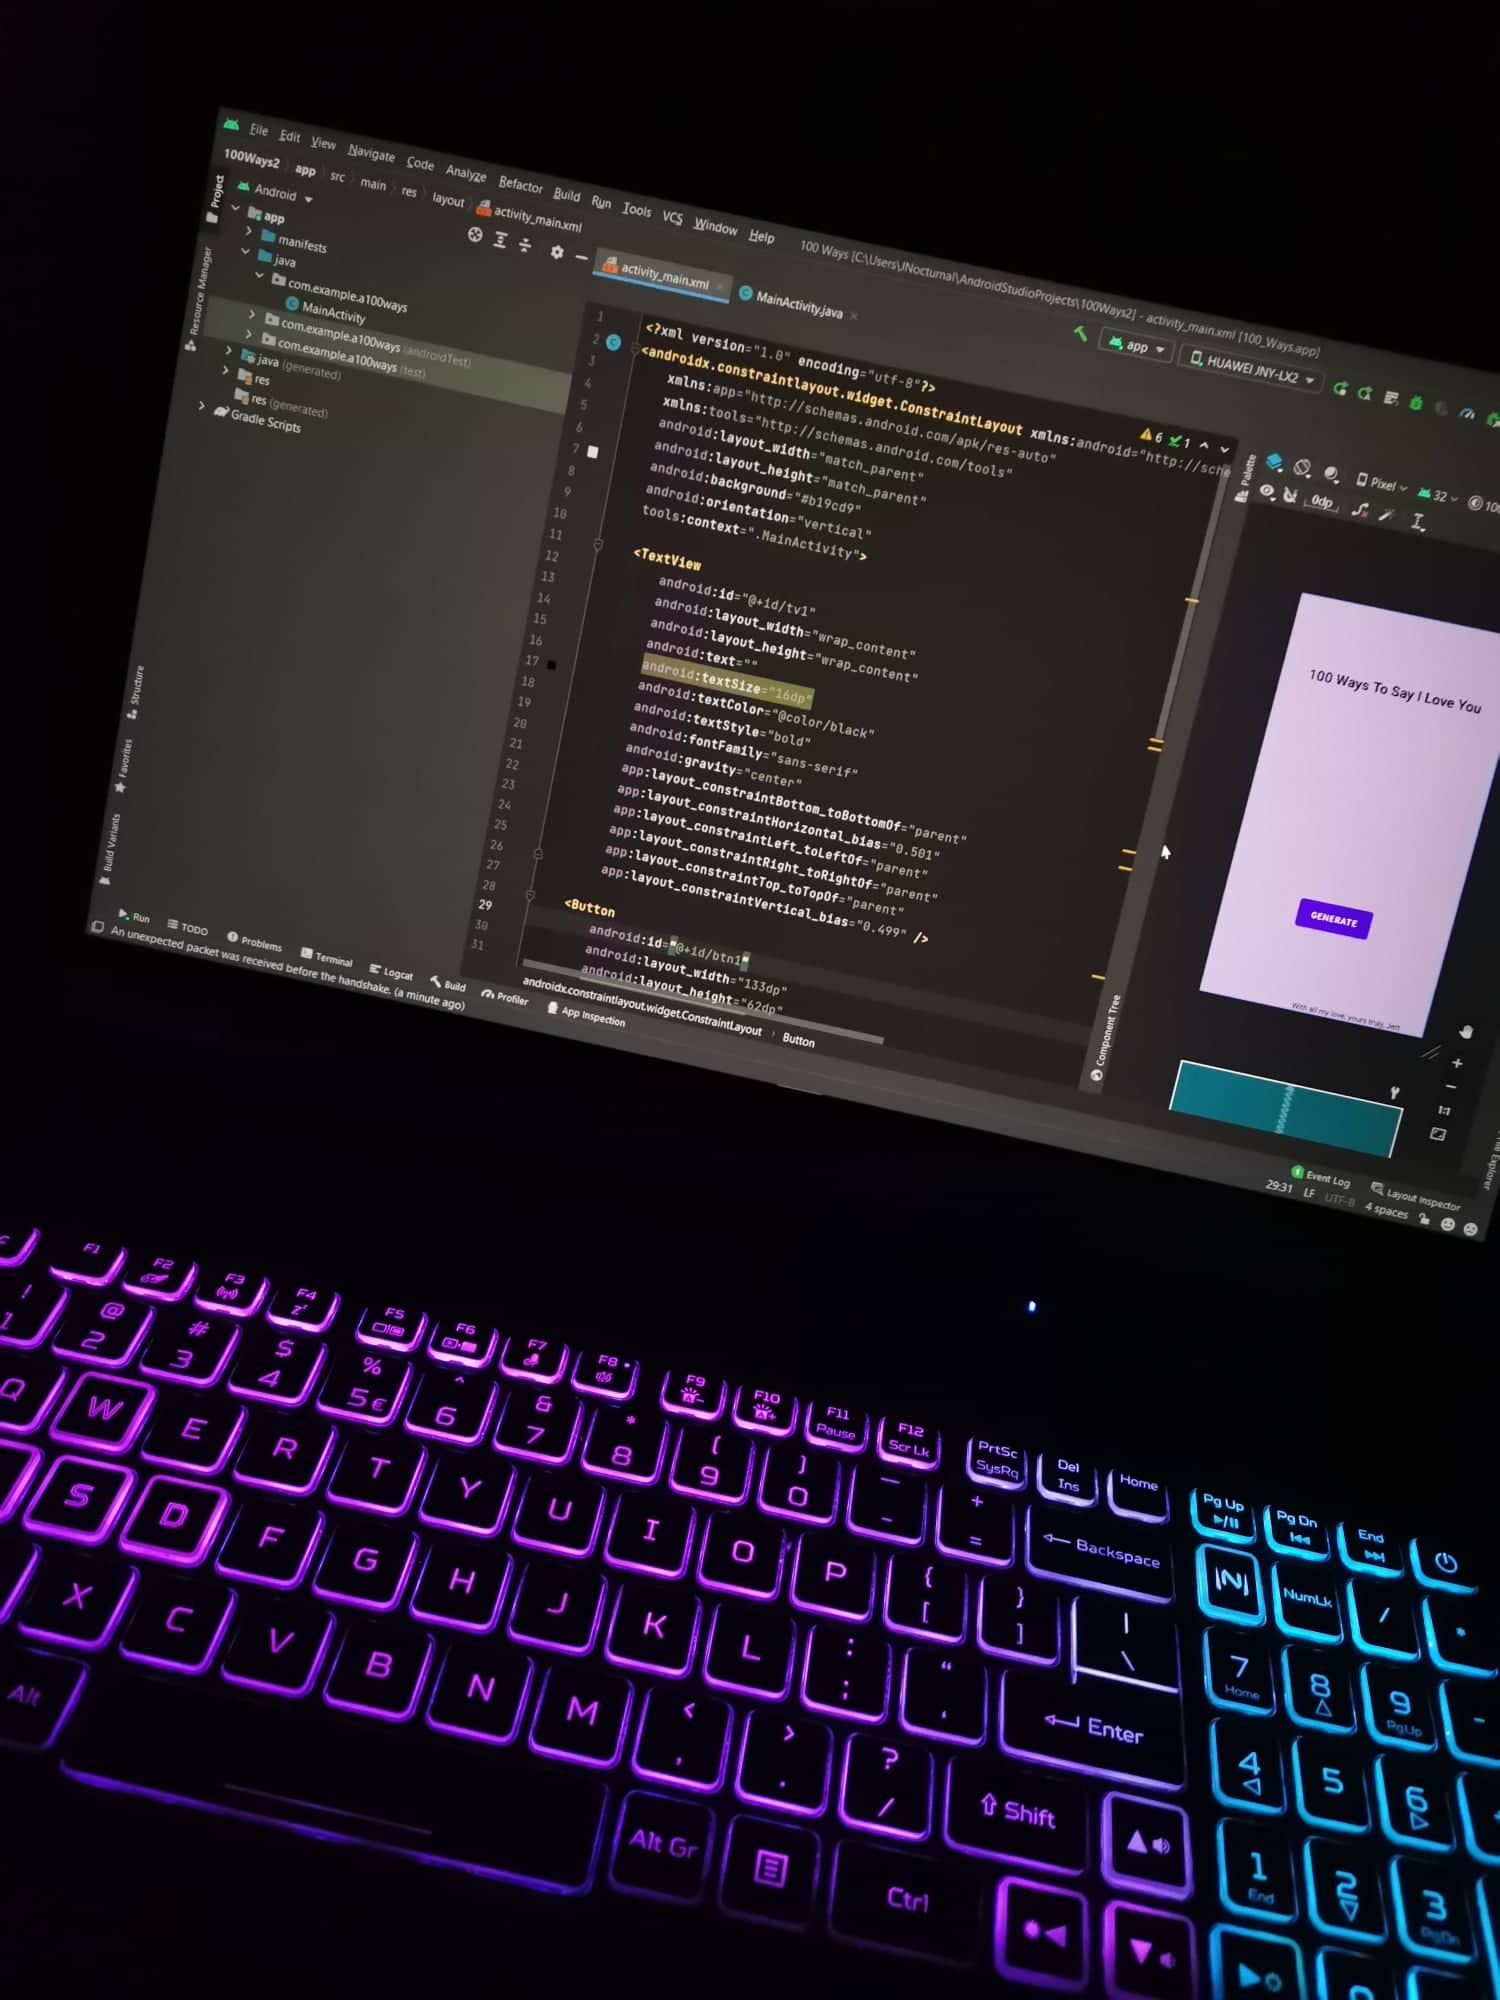 File Edit View Navigate Code Analyze Refactor Build Run Tools VCS Window Help 100 Ways [C:\Users\JNocturnal\AndroidStudioProjects\100Ways2] - activity_main.xml [100_Ways.app]
100Ways2 app src main res layout activity_main.xml
app HUAWEI JNY-LX2
Project
Resource Manager
Structure
Favorites
Build Variants
Android
app
manifests
java
com.example.a100ways
MainActivity
com.example.a100ways (androidTest)
com.example.a100ways (test)
java (generated)
res
res (generated)
Gradle Scripts
activity_main.xml MainActivity.java
6 1
1 <?xml version="1.0" encoding="utf-8"?>
2 <androidx.constraintlayout.widget.ConstraintLayout xmlns:android="http://sche
3 xmlns:app="http://schemas.android.com/apk/res-auto"
4 xmlns:tools="http://schemas.android.com/tools"
5 android:layout_width="match_parent"
6 android:layout_height="match_parent"
7 android:background="#b19cd9"
8 android:orientation="vertical"
9 tools:context=".MainActivity">
10
11 <TextView
12 android:id="@+id/tv1"
13 android:layout_width="wrap_content"
14 android:layout_height="wrap_content"
15 android:text=""
16 android:textSize="16dp"
17 android:textColor="@color/black"
18 android:textStyle="bold"
19 android:fontFamily="sans-serif"
20 android:gravity="center"
21 app:layout_constraintBottom_toBottomOf="parent"
22 app:layout_constraintHorizontal_bias="0.501"
23 app:layout_constraintLeft_toLeftOf="parent"
24 app:layout_constraintRight_toRightOf="parent"
25 app:layout_constraintTop_toTopOf="parent"
26 app:layout_constraintVertical_bias="0.499" />
27
28 <Button
29 android:id="@+id/btn1"
30 android:layout_width="133dp"
31 android:layout_height="62dp"
androidx.constraintlayout.widget.ConstraintLayout Button
Palette
Component Tree
Pixel 32
0dp
100 Ways To Say I Love You
GENERATE
With all my love, yours truly,
1:1
Run TODO Problems Terminal Logcat Build Profiler App Inspection
Event Log Layout Inspector
An unexpected packet was received before the handshake. (a minute ago)
29:31 LF UTF-8 4 spaces
F1 F2 F3 F4 F5 F6 F7 F8 F9 F10 F11 F12 PrtSc Del Home Pg Up Pg Dn End
z Pause Scr Lk SysRq Ins
! @ # $ % ^ & * ( ) _ +
1 2 3 4 5 € 6 7 8 9 0 - = Backspace N NumLk / *
Q W E R T Y U I O P { [ } ] | \ 7 Home 8 9 PgUp -
S D F G H J K L : ; " ' Enter 4 5 6
X C V B N M < , > . ? / Shift 1 End 2 3 PgDn
Alt Alt Gr Ctrl